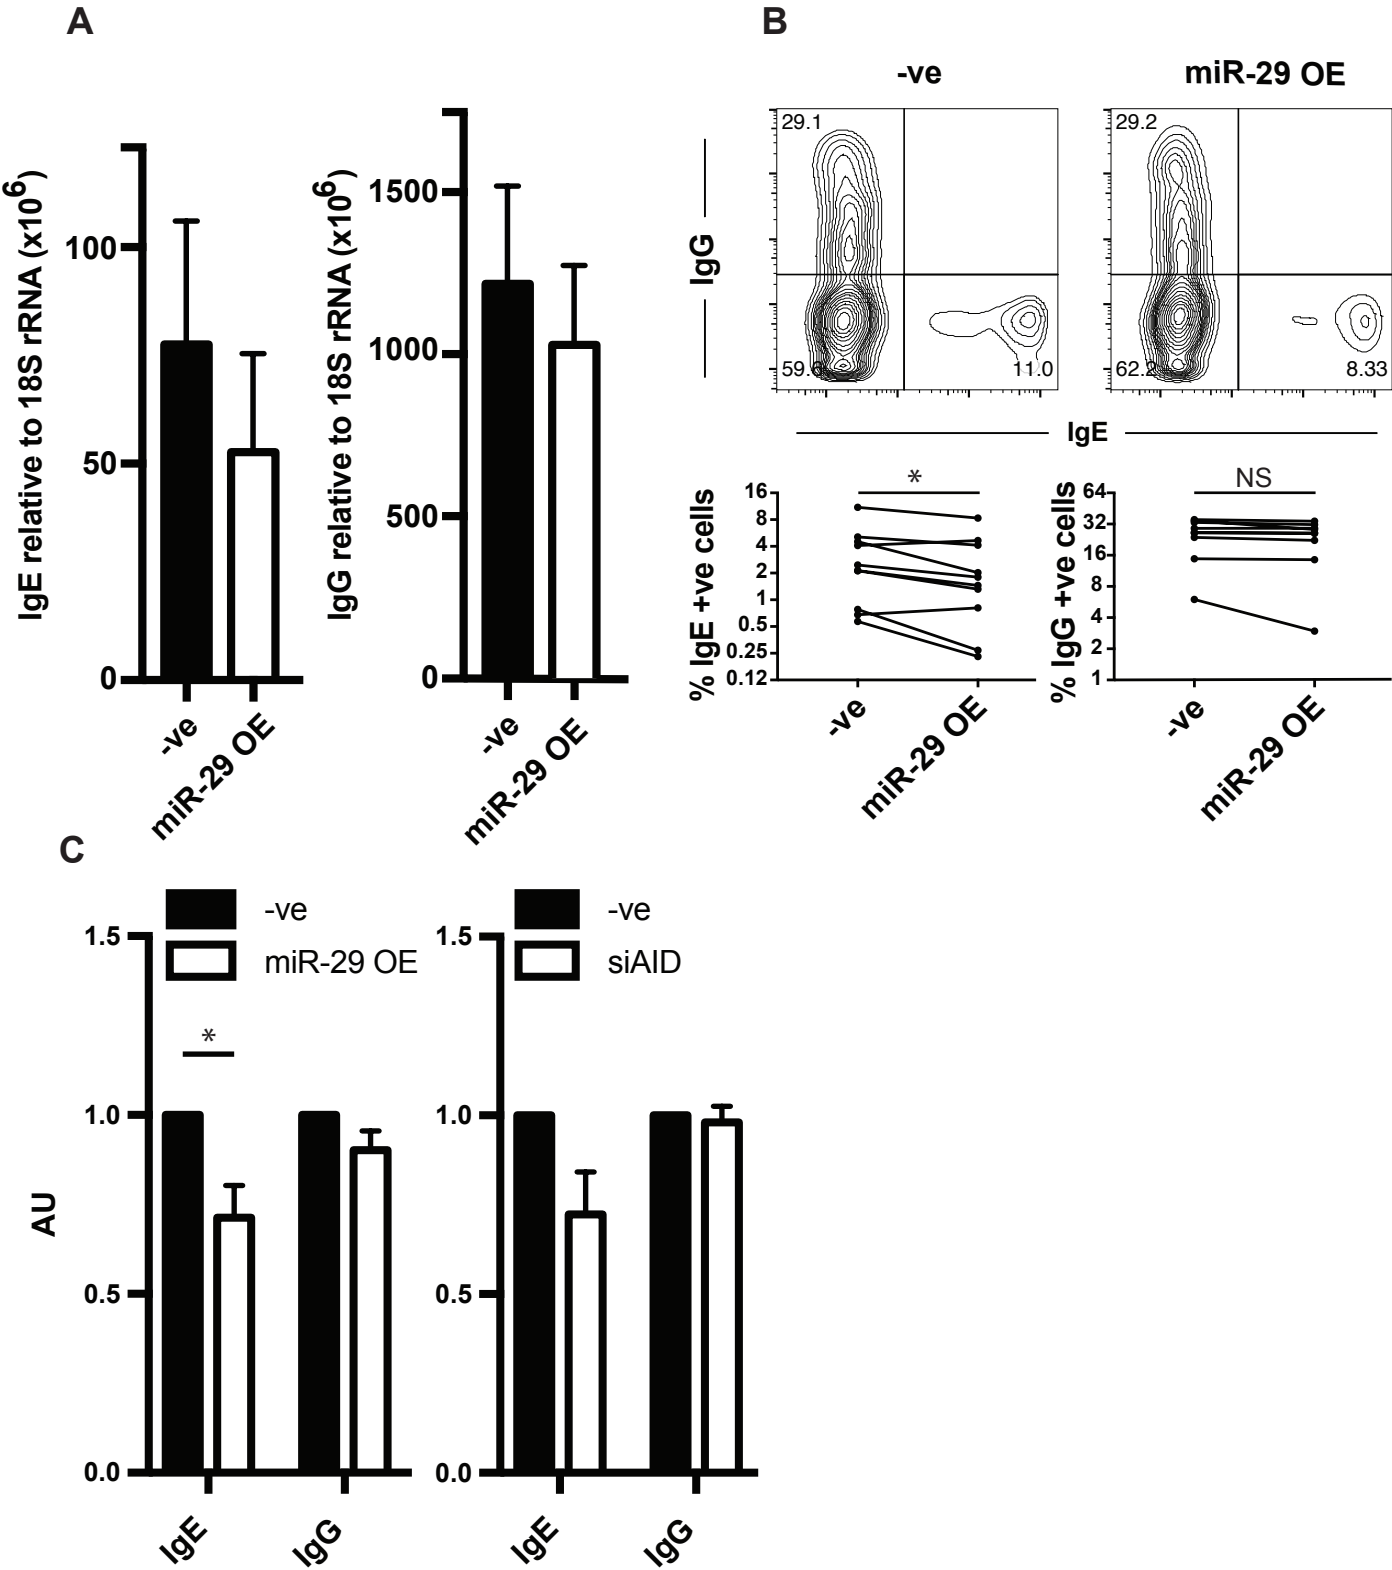 A
IgE relative to 18S rRNA (x10⁶)
100
50
0
-ve
miR-29 OE
IgG relative to 18S rRNA (x10⁶)
1500
1000
500
0
-ve
miR-29 OE
B
-ve
miR-29 OE
IgG
29.1
59.6
11.0
29.2
62.2
8.33
IgE
% IgE +ve cells
16
8
4
2
1
0.5
0.25
0.12
*
-ve
miR-29 OE
% IgG +ve cells
64
32
16
8
4
2
1
NS
-ve
miR-29 OE
C
AU
-ve
miR-29 OE
1.5
1.0
0.5
0.0
*
IgE
IgG
-ve
siAID
1.5
1.0
0.5
0.0
IgE
IgG